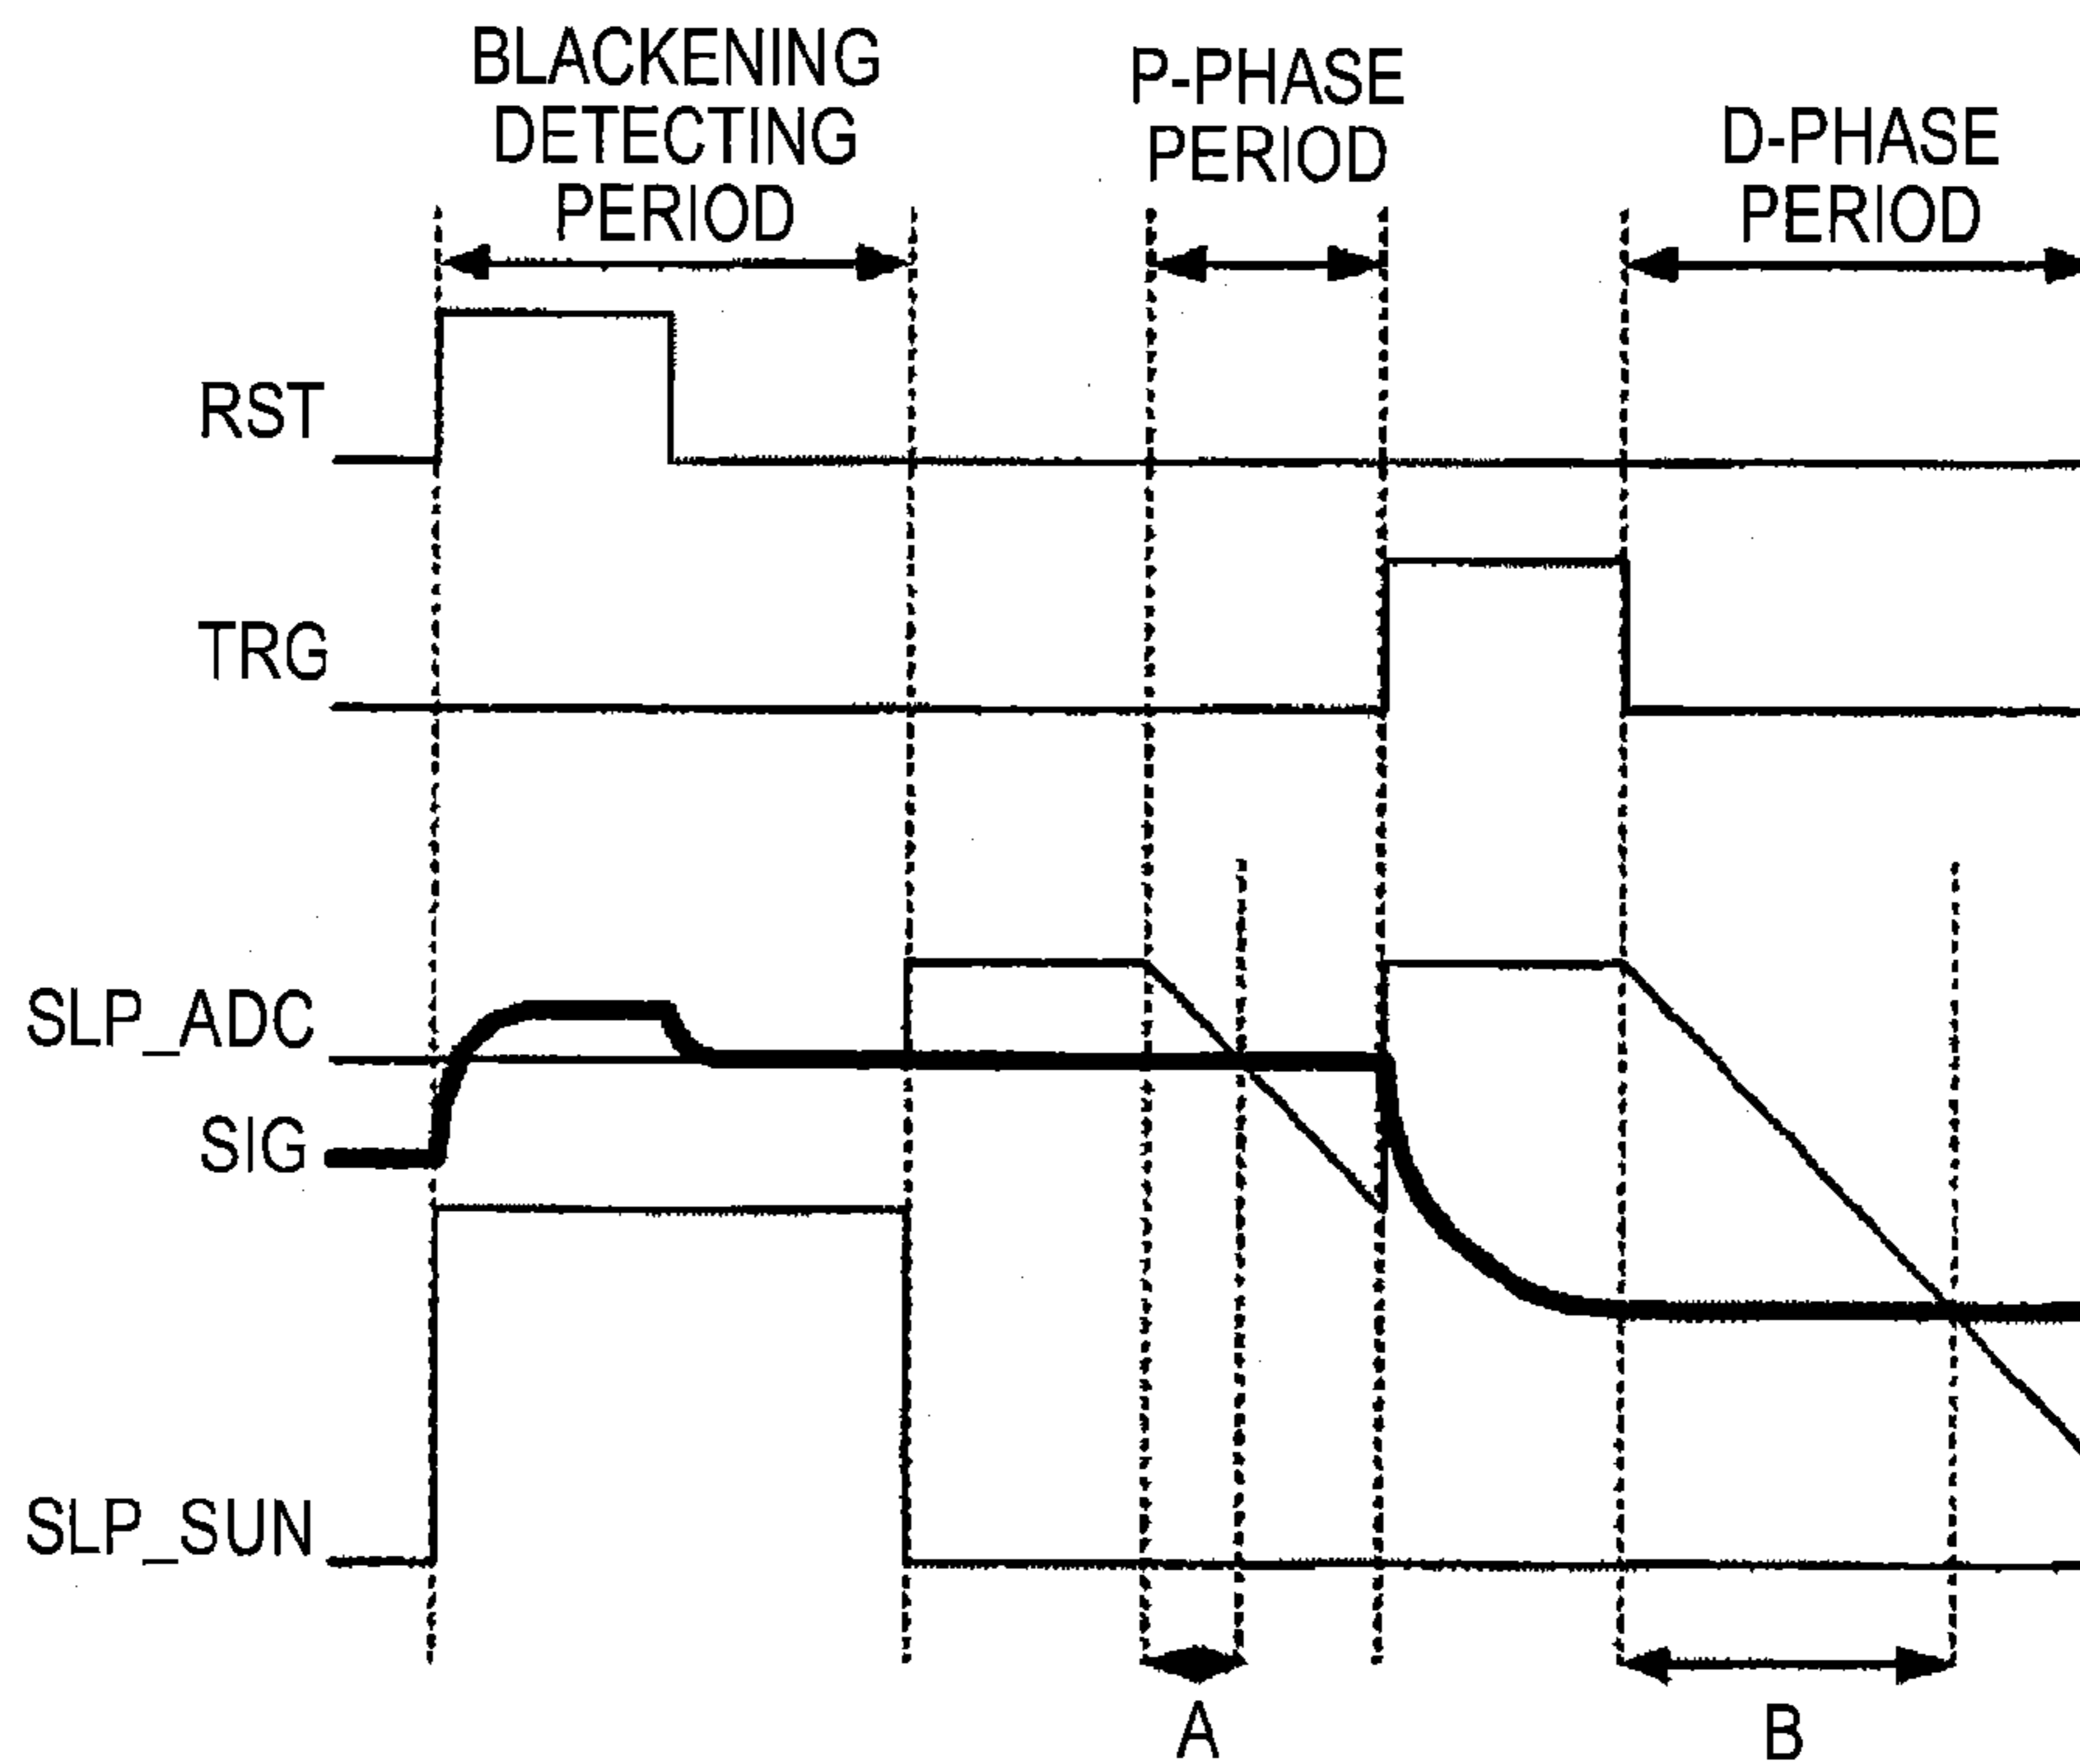 BLACKENING
DETECTING
PERIOD
P-PHASE
PERIOD
D-PHASE
PERIOD
RST
TRG
SLP_ADC
SIG
SLP_SUN
A
B